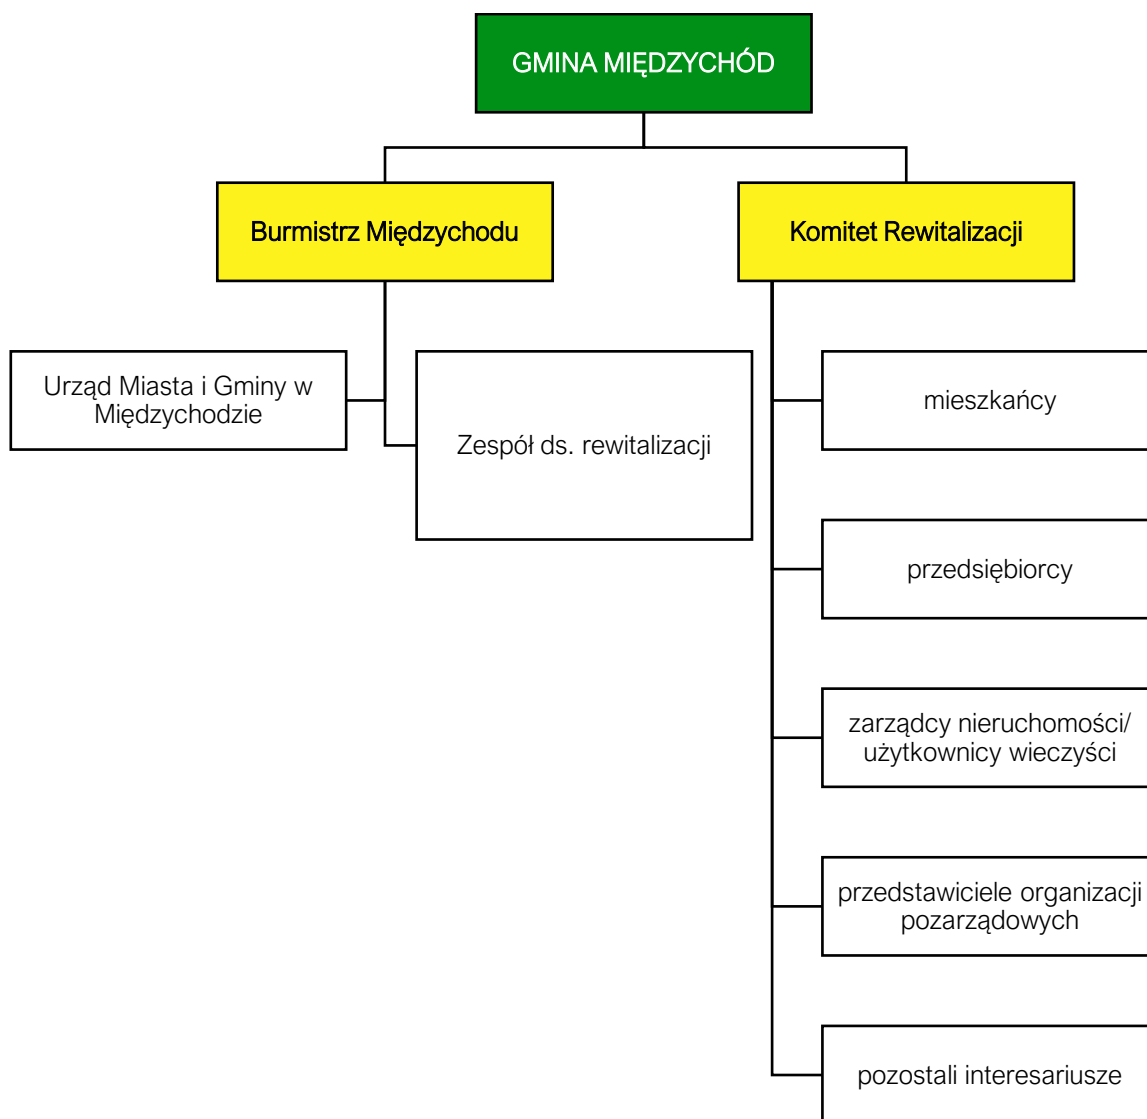 GMINA MIĘDZYCHÓD
Burmistrz Międzychodu
Komitet Rewitalizacji
Urząd Miasta i Gminy w
Międzychodzie
Zespół ds. rewitalizacji
mieszkańcy
przedsiębiorcy
zarządcy nieruchomości/
użytkownicy wieczyści
przedstawiciele organizacji
pozarządowych
pozostali interesariusze